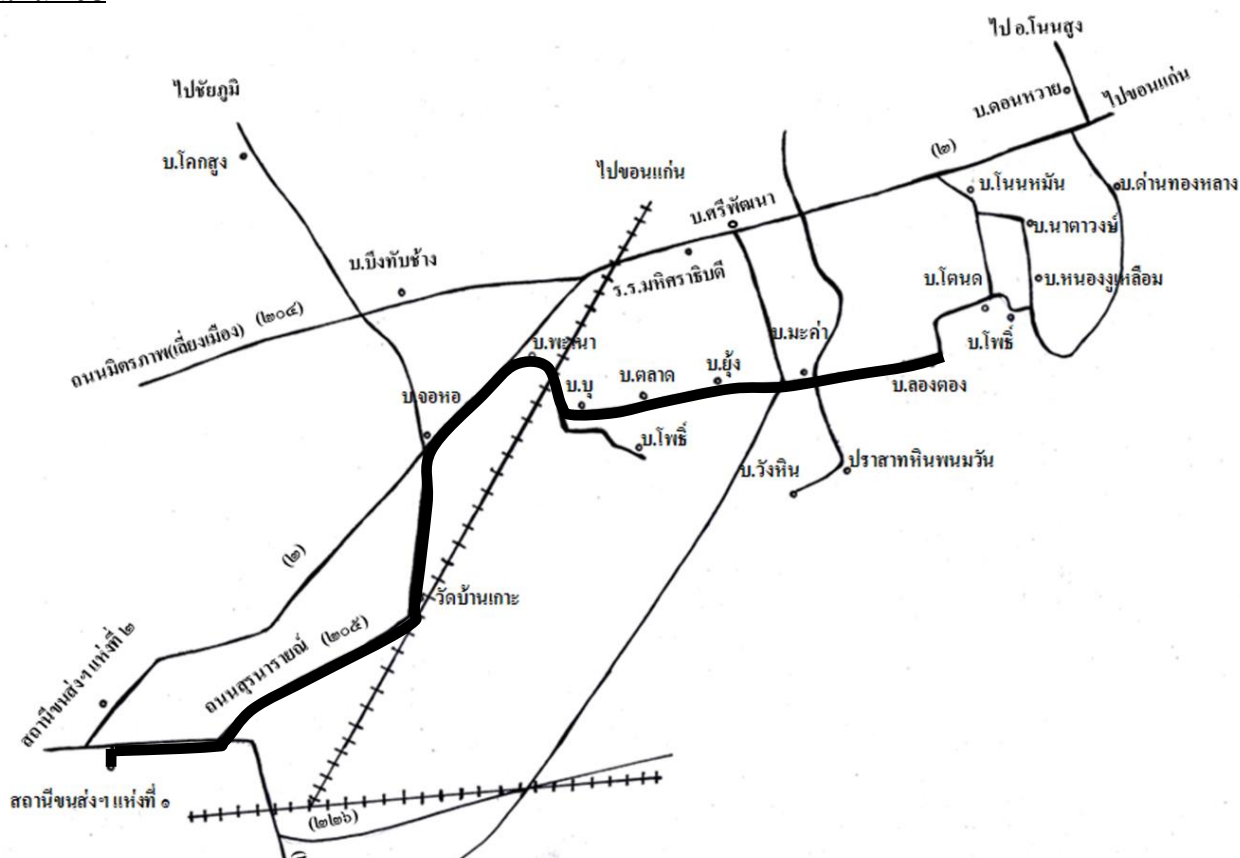 ไป อ.โนนสูง
ไปขอนแก่น
บ.ดอนหวาย
ไปชัยภูมิ
บ.โคกสูง
(๒)
ไปขอนแก่น
บ.โนนหมัน
บ.ด่านทองหลาง
บ.ศรีพัฒนา
บ.นาตาวงษ์
บ.บึงทับช้าง
ร.ร.มหิศราธิบดี
บ.โตนด
บ.หนองงูเหลือม
ถนนมิตรภาพ(เลี่ยงเมือง) (๒๐๔)
บ.มะค่า
บ.โพธิ์
บ.พะเนา
บ.ยุ้ง
บ.ตลาด
บ.บุ
บ.ลองตอง
บ.จอหอ
บ.โพธิ์
บ.วังหิน
ปราสาทหินพนมวัน
(๒)
วัดบ้านเกาะ
ถนนสุรนารายณ์ (๒๐๕)
สถานีขนส่งฯ แห่งที่ ๒
สถานีขนส่งฯ แห่งที่ ๑
(๒๒๖)